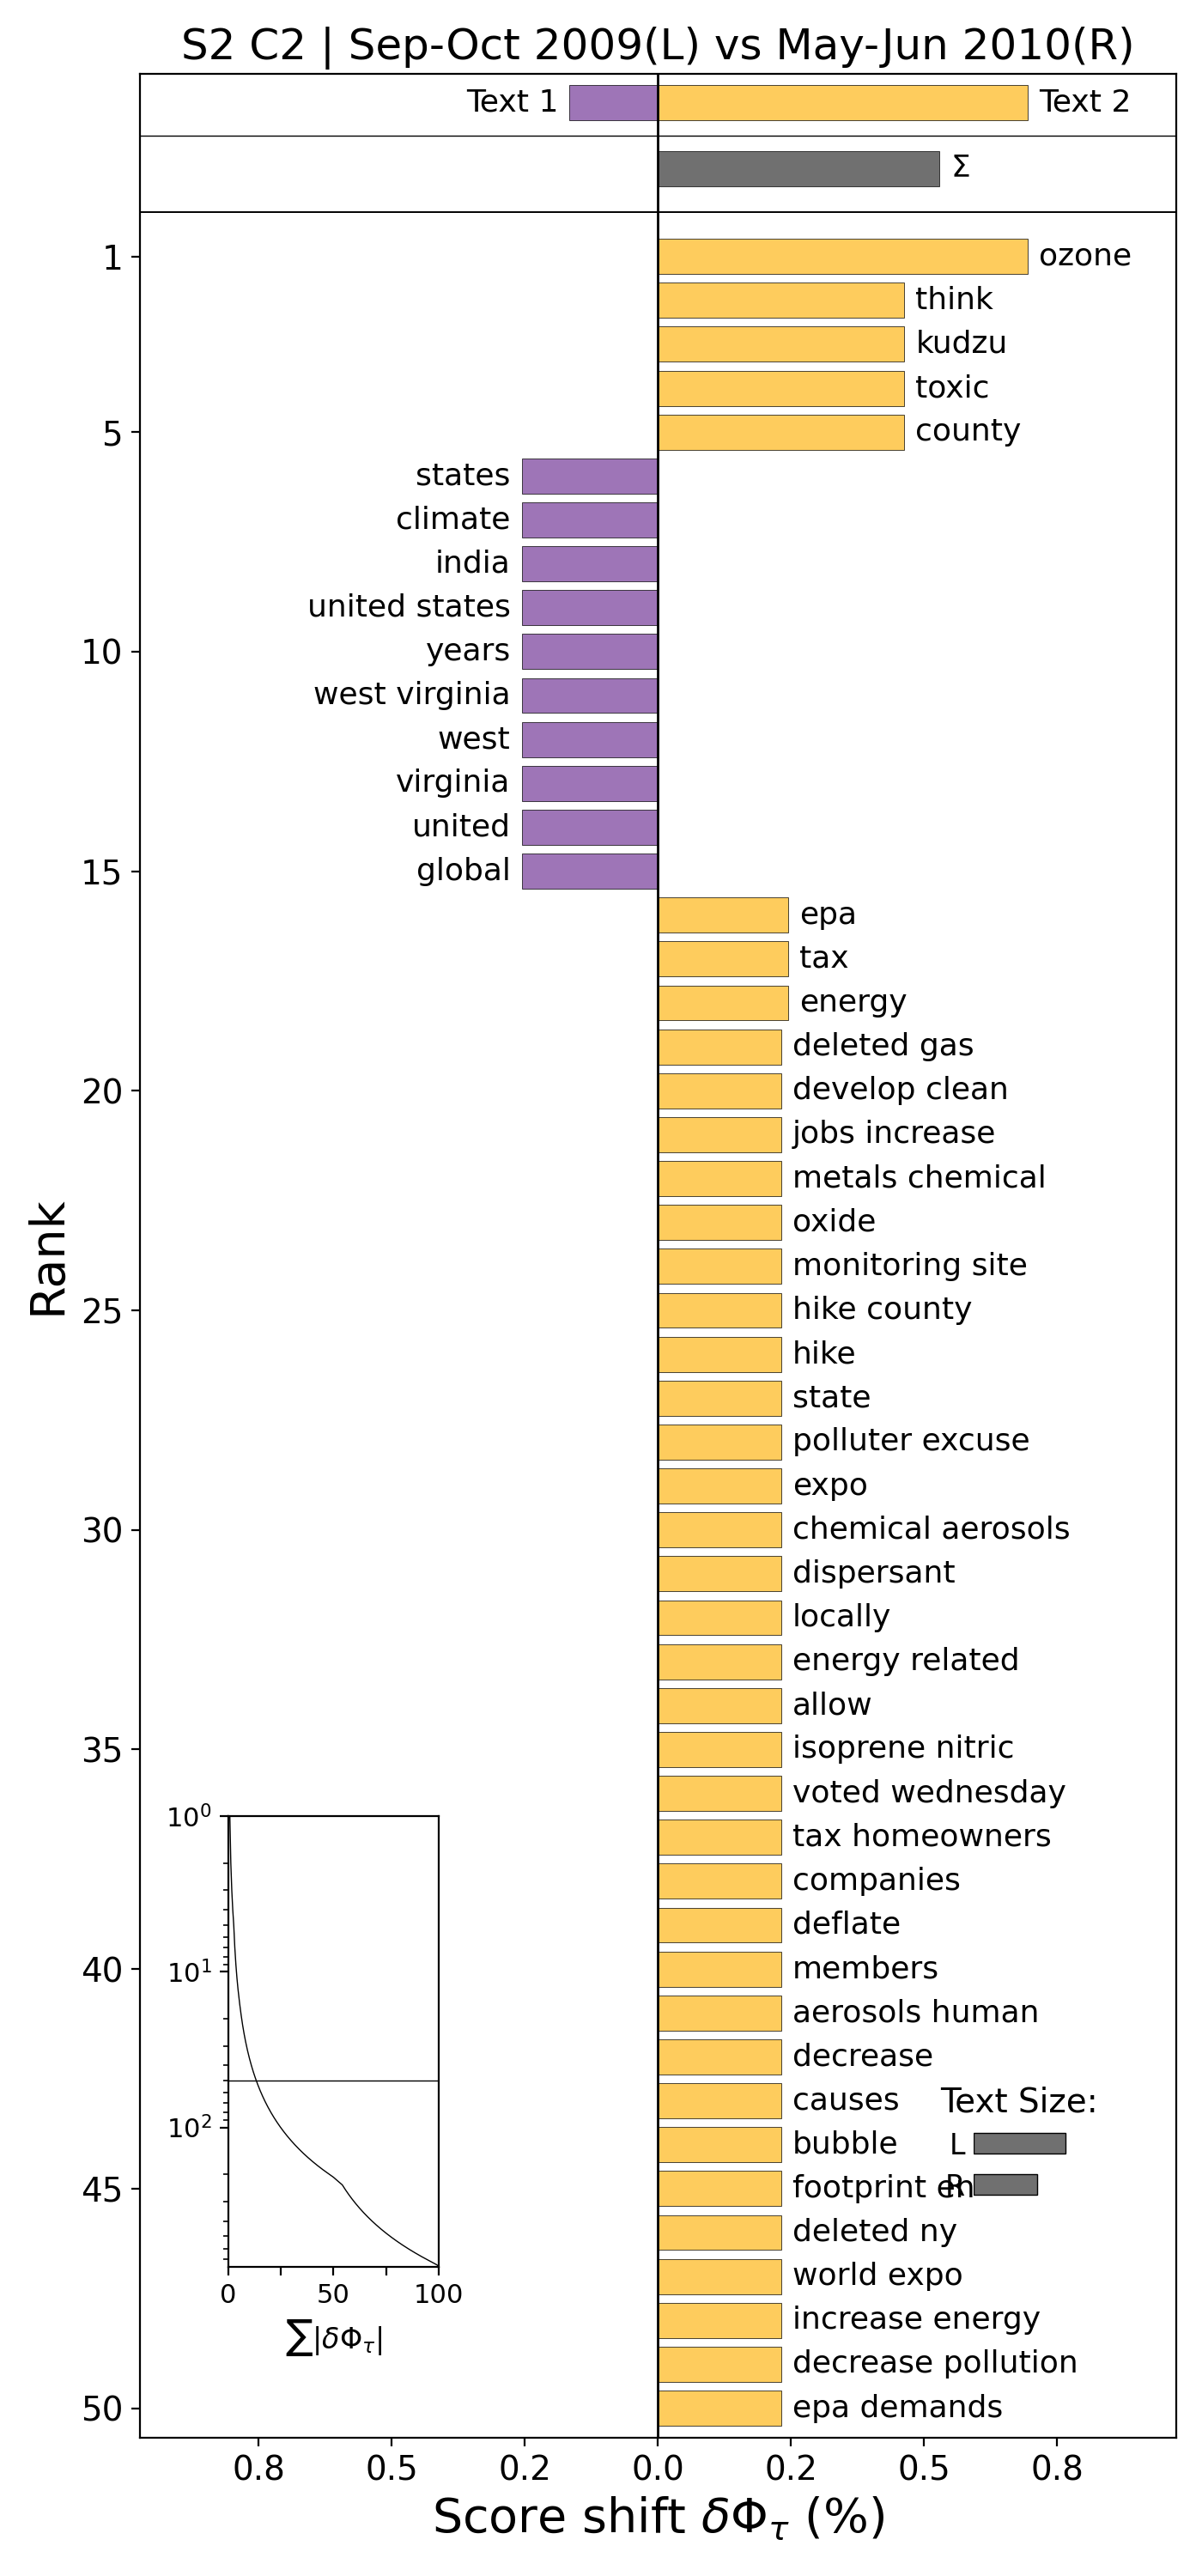 S2 C2 | Sep-Oct 2009(L) vs May-Jun 2010(R)
Text 1
Text 2
Σ
1
ozone
think
kudzu
toxic
5
county
states
climate
india
united states
10
years
west virginia
west
virginia
united
15
global
epa
tax
energy
deleted gas
20
develop clean
jobs increase
metals chemical
oxide
monitoring site
25
hike county
hike
state
polluter excuse
expo
30
chemical aerosols
dispersant
locally
energy related
allow
35
isoprene nitric
voted wednesday
tax homeowners
companies
deflate
40
members
aerosols human
decrease
causes
bubble
45
footprint en
deleted ny
world expo
increase energy
decrease pollution
50
epa demands
Rank
Text Size:
L
R
10⁰
10¹
10²
0 50 100
∑|δΦτ|
0.8 0.5 0.2 0.0 0.2 0.5 0.8
Score shift δΦτ (%)